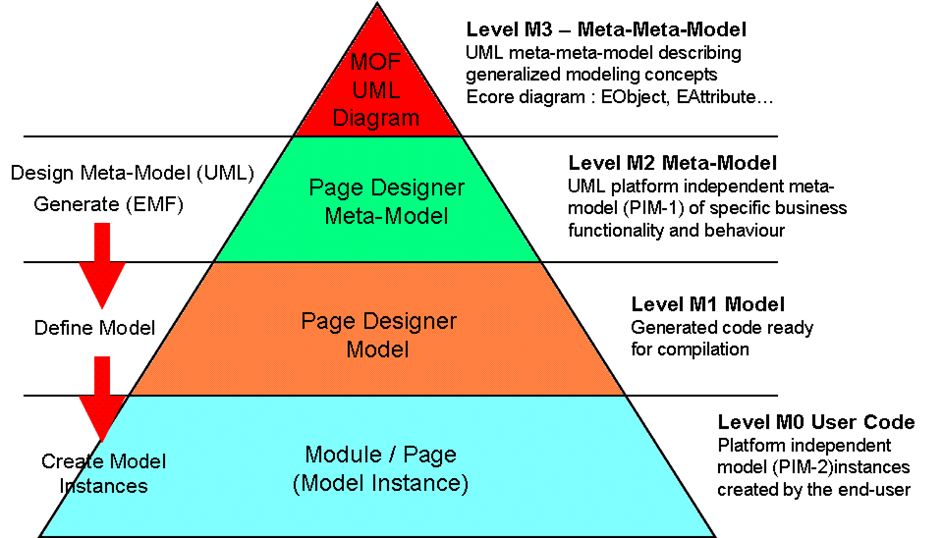 Level M3 – Meta-Meta-Model
UML meta-meta-model describing
generalized modeling concepts
Ecore diagram : EObject, EAttribute…
MOF
UML
Diagram
Design Meta-Model (UML)
Generate (EMF)
Page Designer
Meta-Model
Level M2 Meta-Model
UML platform independent meta-
model (PIM-1) of specific business
functionality and behaviour
Define Model
Page Designer
Model
Level M1 Model
Generated code ready
for compilation
Create Model
Instances
Module / Page
(Model Instance)
Level M0 User Code
Platform independent
model (PIM-2)instances
created by the end-user